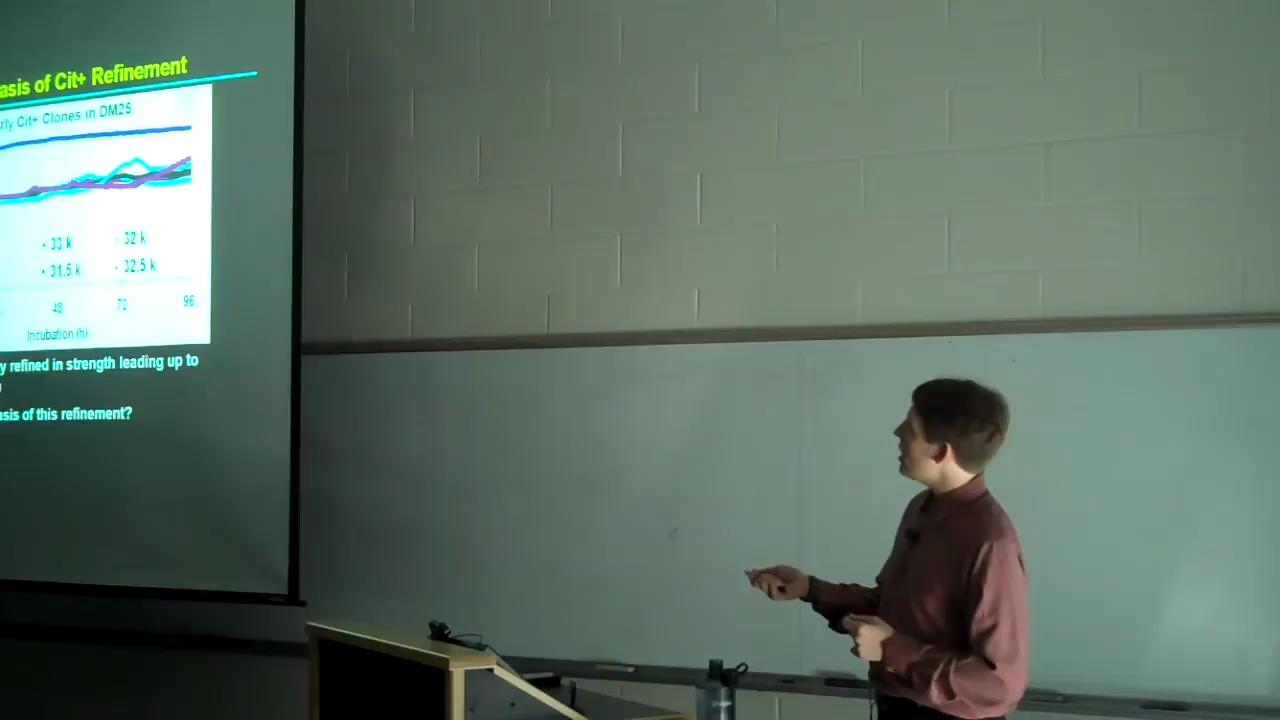 asis of Cit+ Refinement
rly Cit+ Clones in DM25
33 k 32 k
31.5 k 32.5 k
48 72 96
Incubation (h)
y refined in strength leading up to
asis of this refinement?